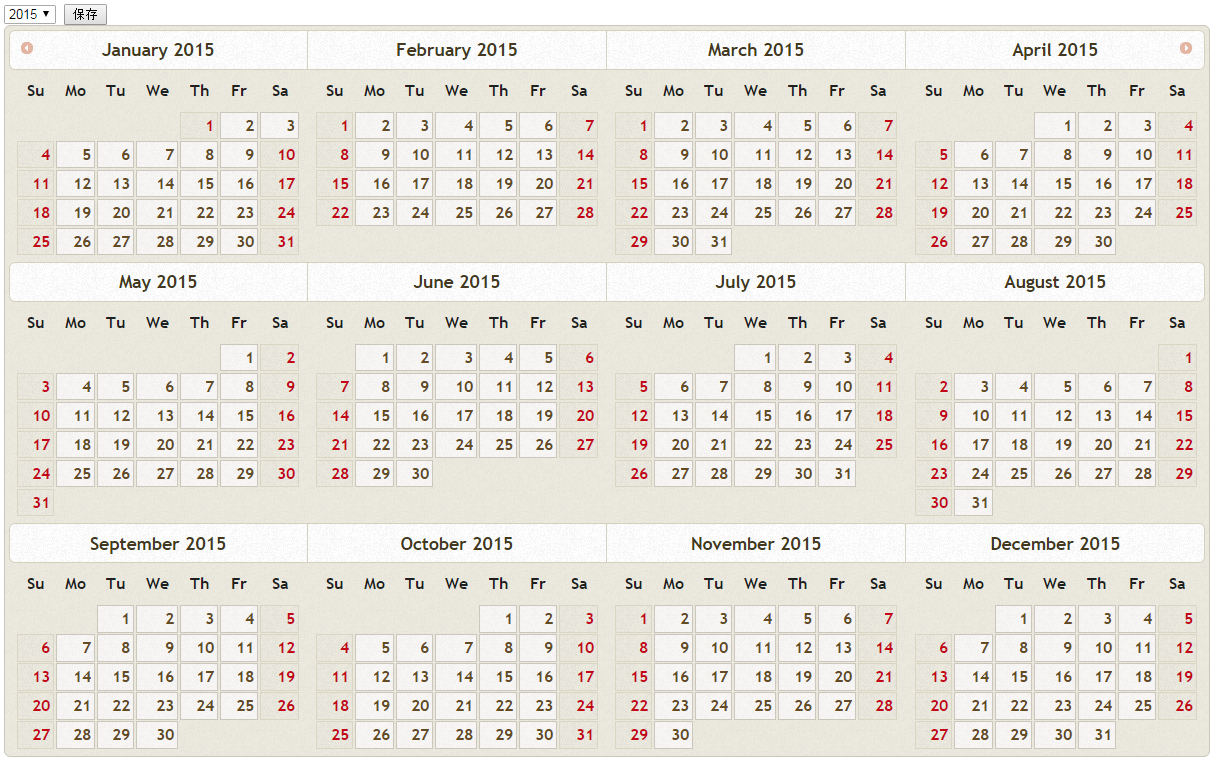 2015 保存
January 2015 February 2015 March 2015 April 2015
Su Mo Tu We Th Fr Sa Su Mo Tu We Th Fr Sa Su Mo Tu We Th Fr Sa Su Mo Tu We Th Fr Sa
1 2 3 1 2 3 4 5 6 7 1 2 3 4 5 6 7 1 2 3 4
4 5 6 7 8 9 10 8 9 10 11 12 13 14 8 9 10 11 12 13 14 5 6 7 8 9 10 11
11 12 13 14 15 16 17 15 16 17 18 19 20 21 15 16 17 18 19 20 21 12 13 14 15 16 17 18
18 19 20 21 22 23 24 22 23 24 25 26 27 28 22 23 24 25 26 27 28 19 20 21 22 23 24 25
25 26 27 28 29 30 31 29 30 31 26 27 28 29 30
May 2015 June 2015 July 2015 August 2015
Su Mo Tu We Th Fr Sa Su Mo Tu We Th Fr Sa Su Mo Tu We Th Fr Sa Su Mo Tu We Th Fr Sa
1 2 1 2 3 4 5 6 1 2 3 4 1
3 4 5 6 7 8 9 7 8 9 10 11 12 13 5 6 7 8 9 10 11 2 3 4 5 6 7 8
10 11 12 13 14 15 16 14 15 16 17 18 19 20 12 13 14 15 16 17 18 9 10 11 12 13 14 15
17 18 19 20 21 22 23 21 22 23 24 25 26 27 19 20 21 22 23 24 25 16 17 18 19 20 21 22
24 25 26 27 28 29 30 28 29 30 26 27 28 29 30 31 23 24 25 26 27 28 29
31 30 31
September 2015 October 2015 November 2015 December 2015
Su Mo Tu We Th Fr Sa Su Mo Tu We Th Fr Sa Su Mo Tu We Th Fr Sa Su Mo Tu We Th Fr Sa
1 2 3 4 5 1 2 3 1 2 3 4 5 6 7 1 2 3 4 5
6 7 8 9 10 11 12 4 5 6 7 8 9 10 8 9 10 11 12 13 14 6 7 8 9 10 11 12
13 14 15 16 17 18 19 11 12 13 14 15 16 17 15 16 17 18 19 20 21 13 14 15 16 17 18 19
20 21 22 23 24 25 26 18 19 20 21 22 23 24 22 23 24 25 26 27 28 20 21 22 23 24 25 26
27 28 29 30 25 26 27 28 29 30 31 29 30 27 28 29 30 31